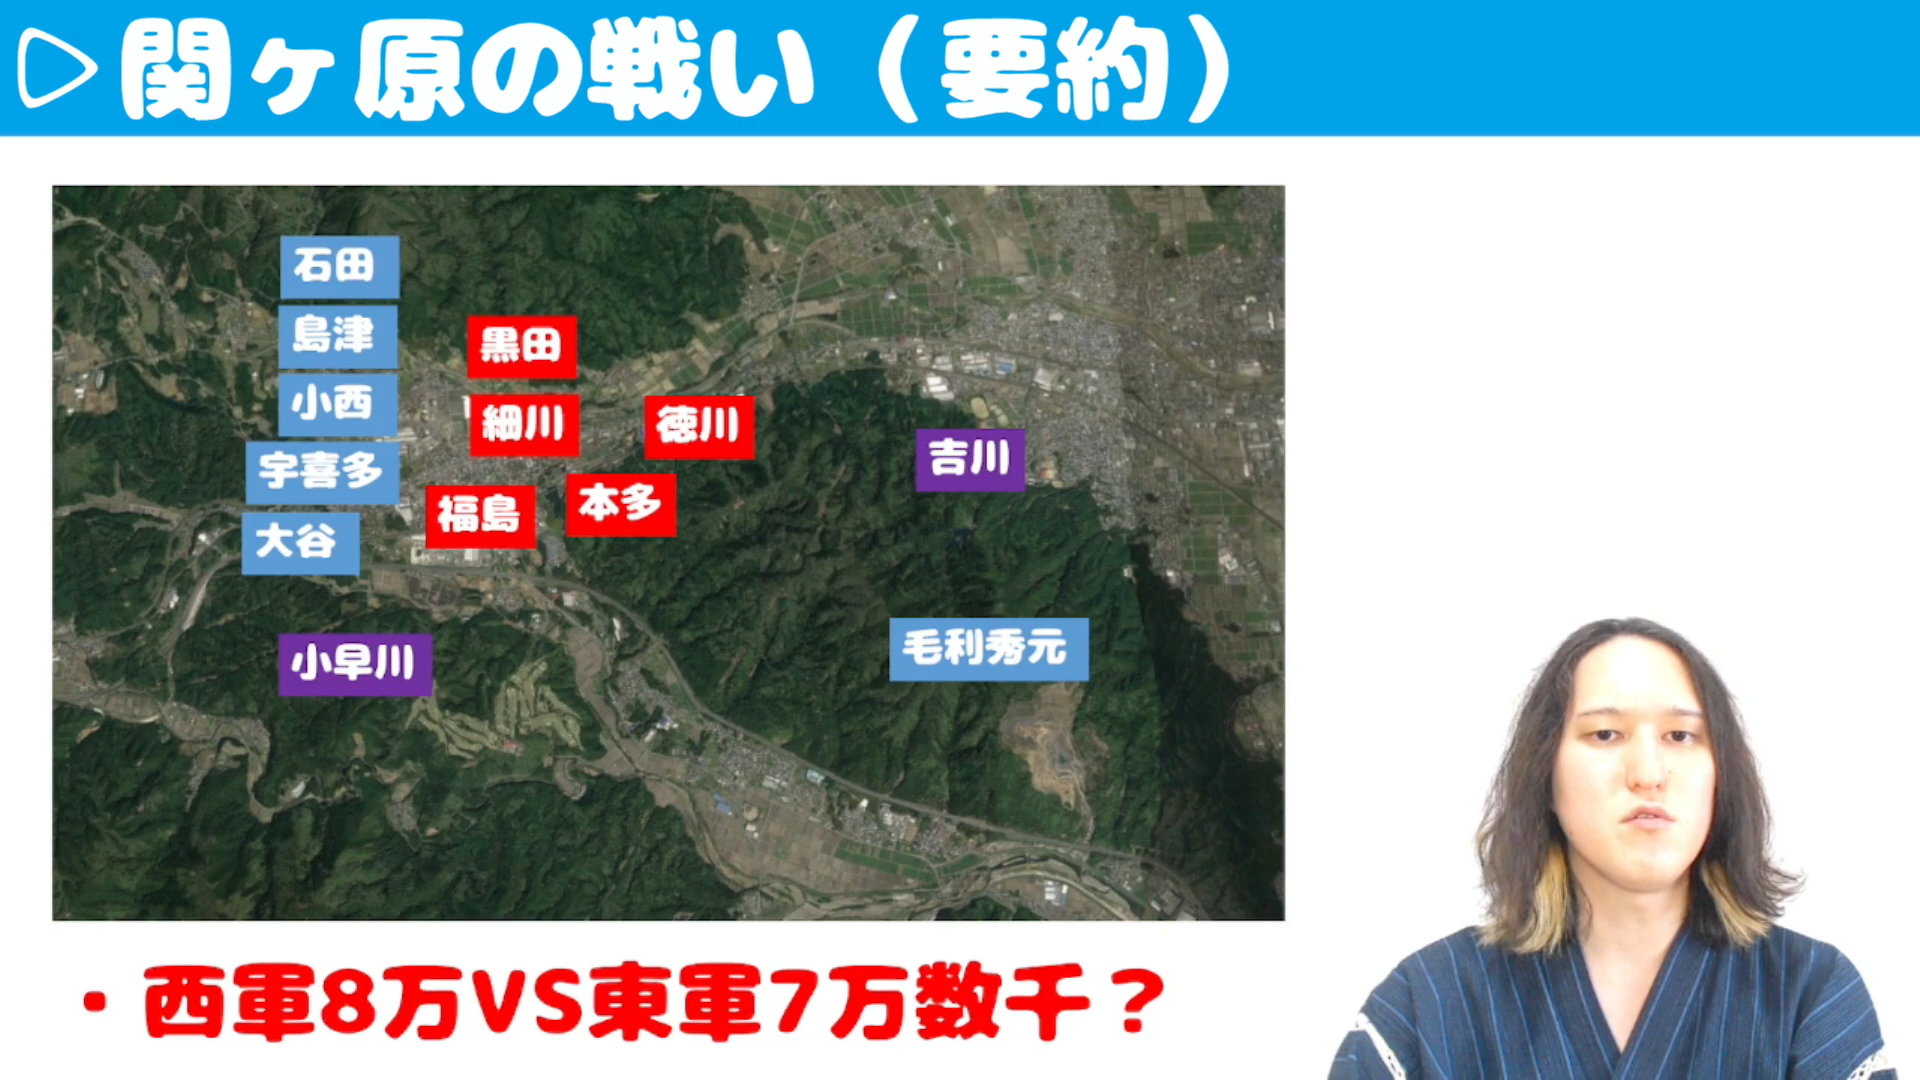 関ヶ原の戦い（要約）
石田
島津
小西
宇喜多
大谷
黒田
細川
徳川
福島
本多
吉川
毛利秀元
小早川
・西軍8万VS東軍7万数千？